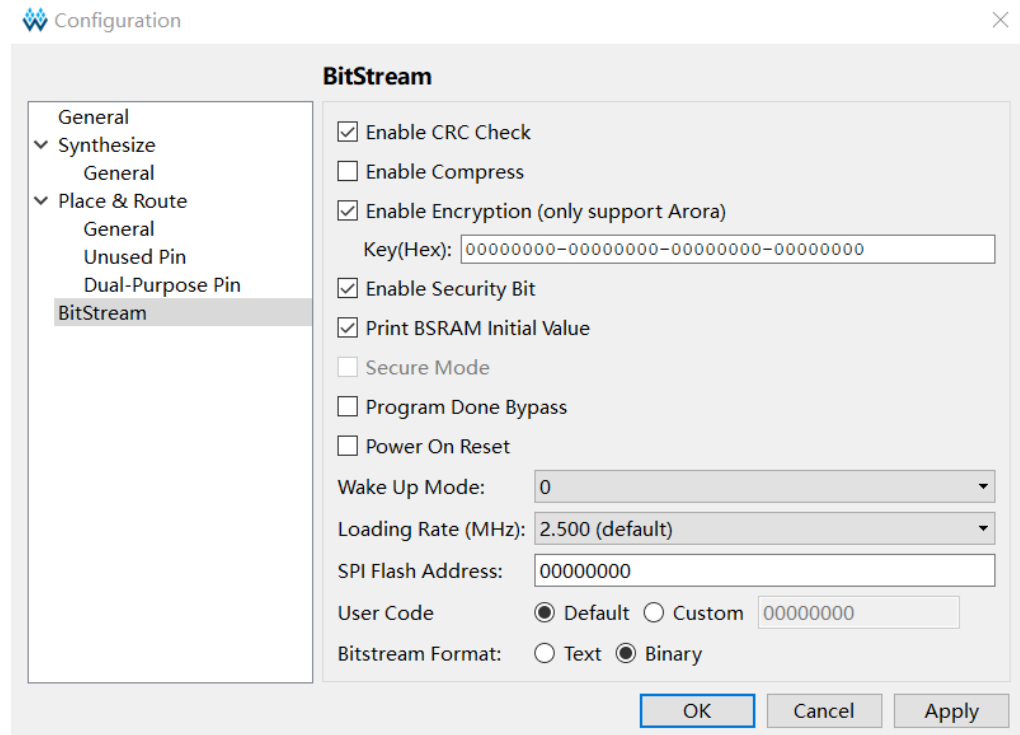 Configuration
BitStream
General
Synthesize
General
Place & Route
General
Unused Pin
Dual-Purpose Pin
BitStream
Enable CRC Check
Enable Compress
Enable Encryption (only support Arora)
Key(Hex): 00000000-00000000-00000000-00000000
Enable Security Bit
Print BSRAM Initial Value
Secure Mode
Program Done Bypass
Power On Reset
Wake Up Mode: 0
Loading Rate (MHz): 2.500 (default)
SPI Flash Address: 00000000
User Code Default Custom 00000000
Bitstream Format: Text Binary
OK Cancel Apply